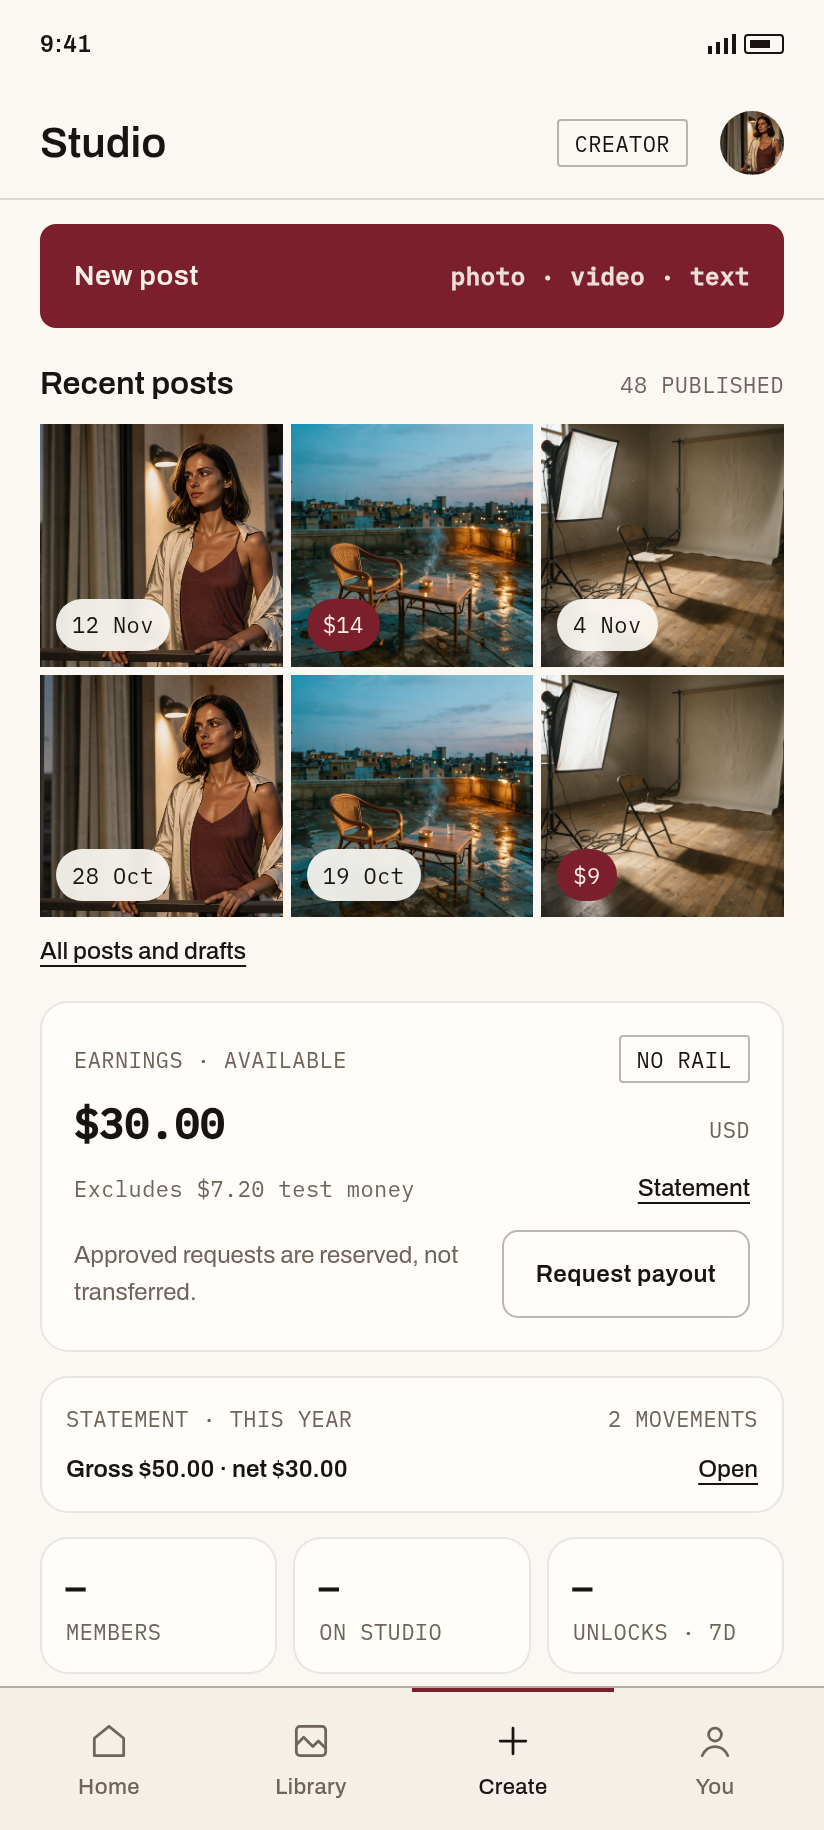 9:41
Studio
CREATOR
New post
photo · video · text
Recent posts
48 PUBLISHED
12 Nov
$14
4 Nov
28 Oct
19 Oct
$9
All posts and drafts
EARNINGS · AVAILABLE
NO RAIL
$30.00
USD
Excludes $7.20 test money
Statement
Approved requests are reserved, not
transferred.
Request payout
STATEMENT · THIS YEAR
2 MOVEMENTS
Gross $50.00 · net $30.00
Open
–
MEMBERS
–
ON STUDIO
–
UNLOCKS · 7D
Home
Library
Create
You